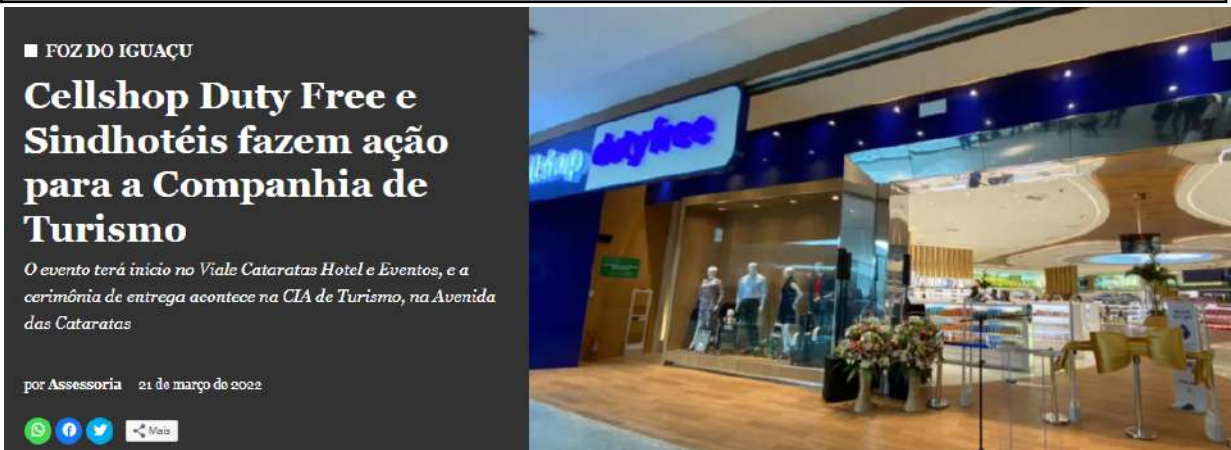 FOZ DO IGUAÇU
Cellshop Duty Free e
Sindhotéis fazem ação
para a Companhia de
Turismo
O evento terá início no Viale Cataratas Hotel e Eventos, e a
cerimônia de entrega acontece na CIA de Turismo, na Avenida
das Cataratas
por Assessoria 21 de março de 2022
Mais
dutyfree